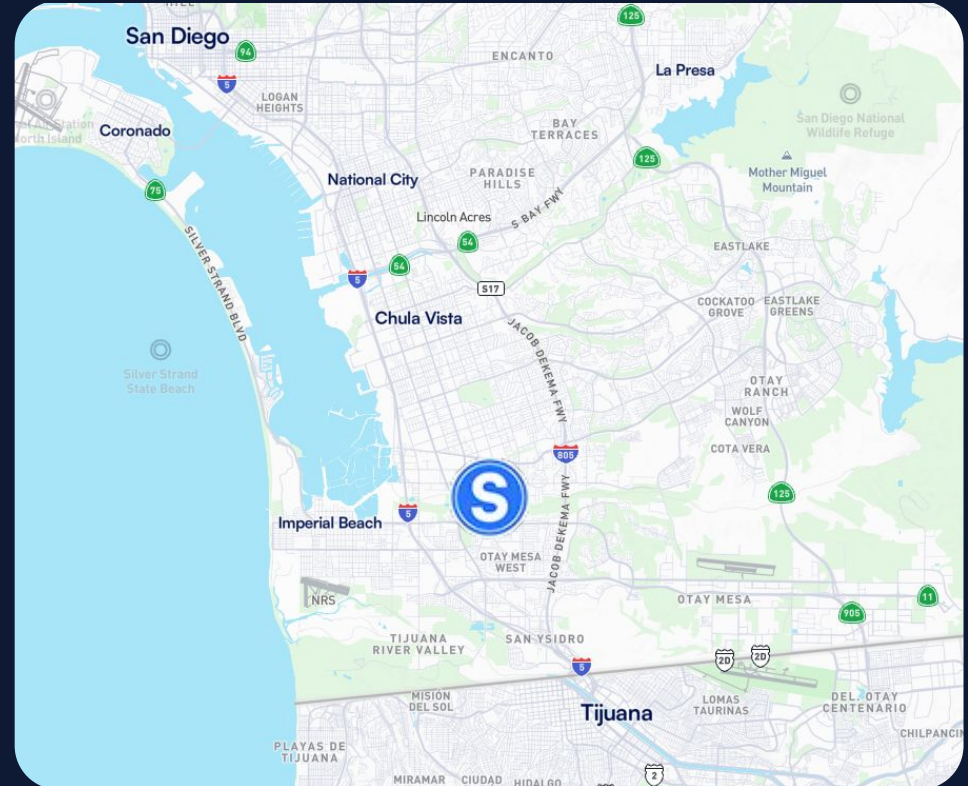 San Diego
94
125
ENCANTO
5
La Presa
LOGAN
HEIGHTS
Coronado
North Island
BAY
TERRACES
San Diego National
Wildlife Refuge
125
Mother Miguel
Mountain
National City
PARADISE
HILLS
75
Lincoln Acres
S BAY FWY
54
54
5
SILVER STRAND BLVD
EASTLAKE
517
Chula Vista
COCKATOO
GROVE
EASTLAKE
GREENS
JACOB DEKEMA FWY
Silver Strand
State Beach
OTAY
RANCH
WOLF
CANYON
COTA VERA
805
S
125
Imperial Beach
5
JACOB DEKEMA FWY
OTAY MESA
WEST
NRS
OTAY MESA
11
905
TIJUANA
RIVER VALLEY
SAN YSIDRO
5
2D
2D
MISIÓN
DEL SOL
LOMAS
TAURINAS
DEL. OTAY
CENTENARIO
Tijuana
PLAYAS DE
TIJUANA
MIRAMAR
CIUDAD
HIDALGO
2